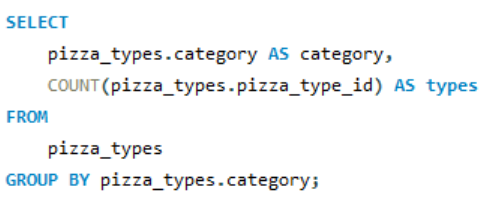 SELECT
    pizza_types.category AS category,
    COUNT(pizza_types.pizza_type_id) AS types
FROM
    pizza_types
GROUP BY pizza_types.category;